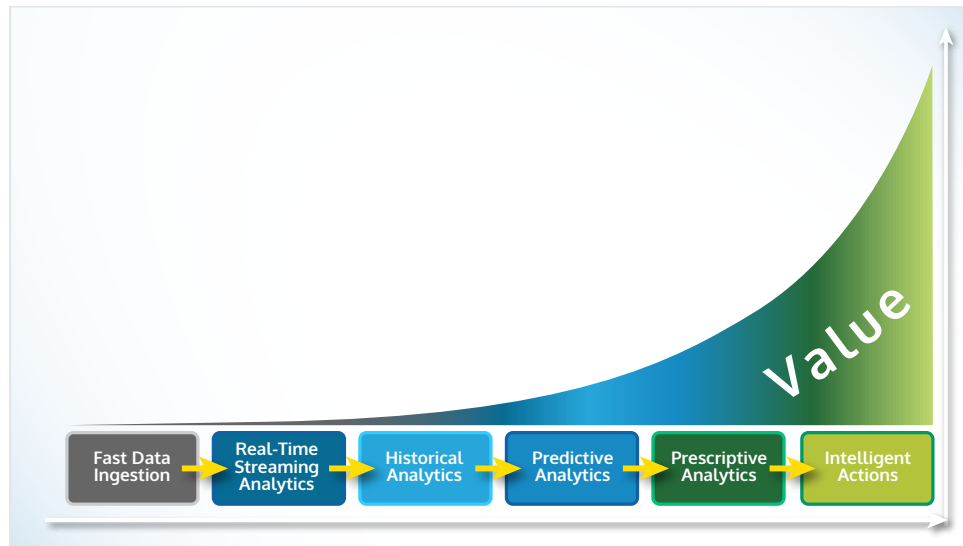 Value
Fast Data
Ingestion
Real-Time
Streaming
Analytics
Historical
Analytics
Predictive
Analytics
Prescriptive
Analytics
Intelligent
Actions